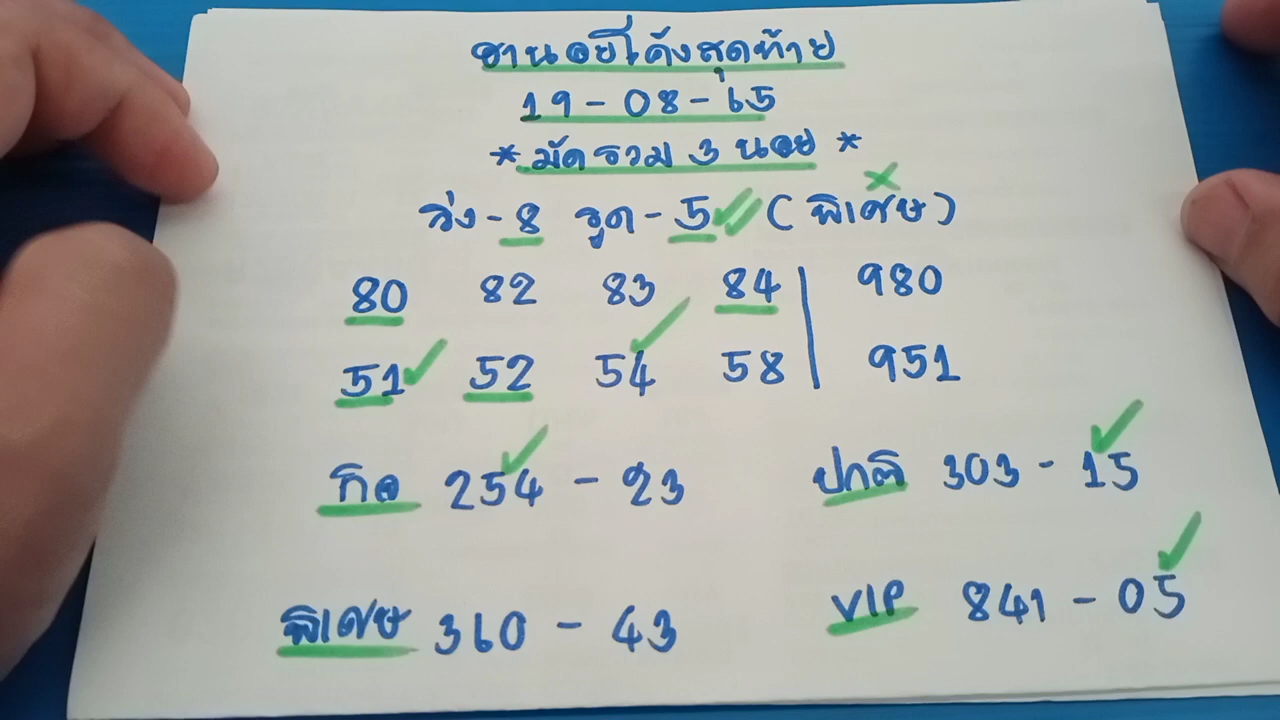 ฮานอยโค้งสุดท้าย
19-08-65
*มัดรวม 3 นอย*
วิ่ง-8 รูด-5 (พิเศษ)
80 82 83 84 980
51 52 54 58 951
กิจ 254 - 23 ปกติ 303 - 15
พิเศษ 360 - 43 VIP 841 - 05